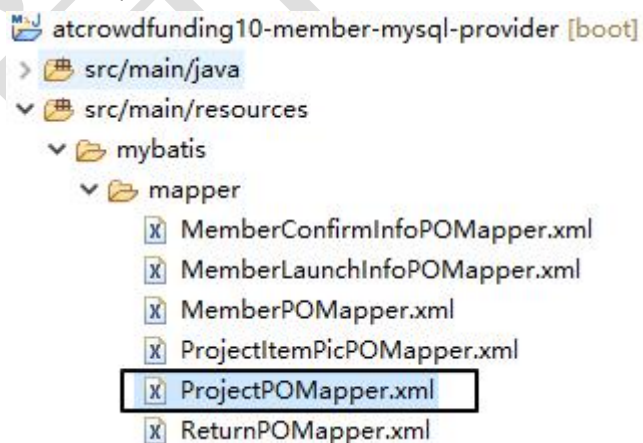 atcrowdfunding10-member-mysql-provider [boot]
src/main/java
src/main/resources
mybatis
mapper
MemberConfirmInfoPOMapper.xml
MemberLaunchInfoPOMapper.xml
MemberPOMapper.xml
ProjectItemPicPOMapper.xml
ProjectPOMapper.xml
ReturnPOMapper.xml